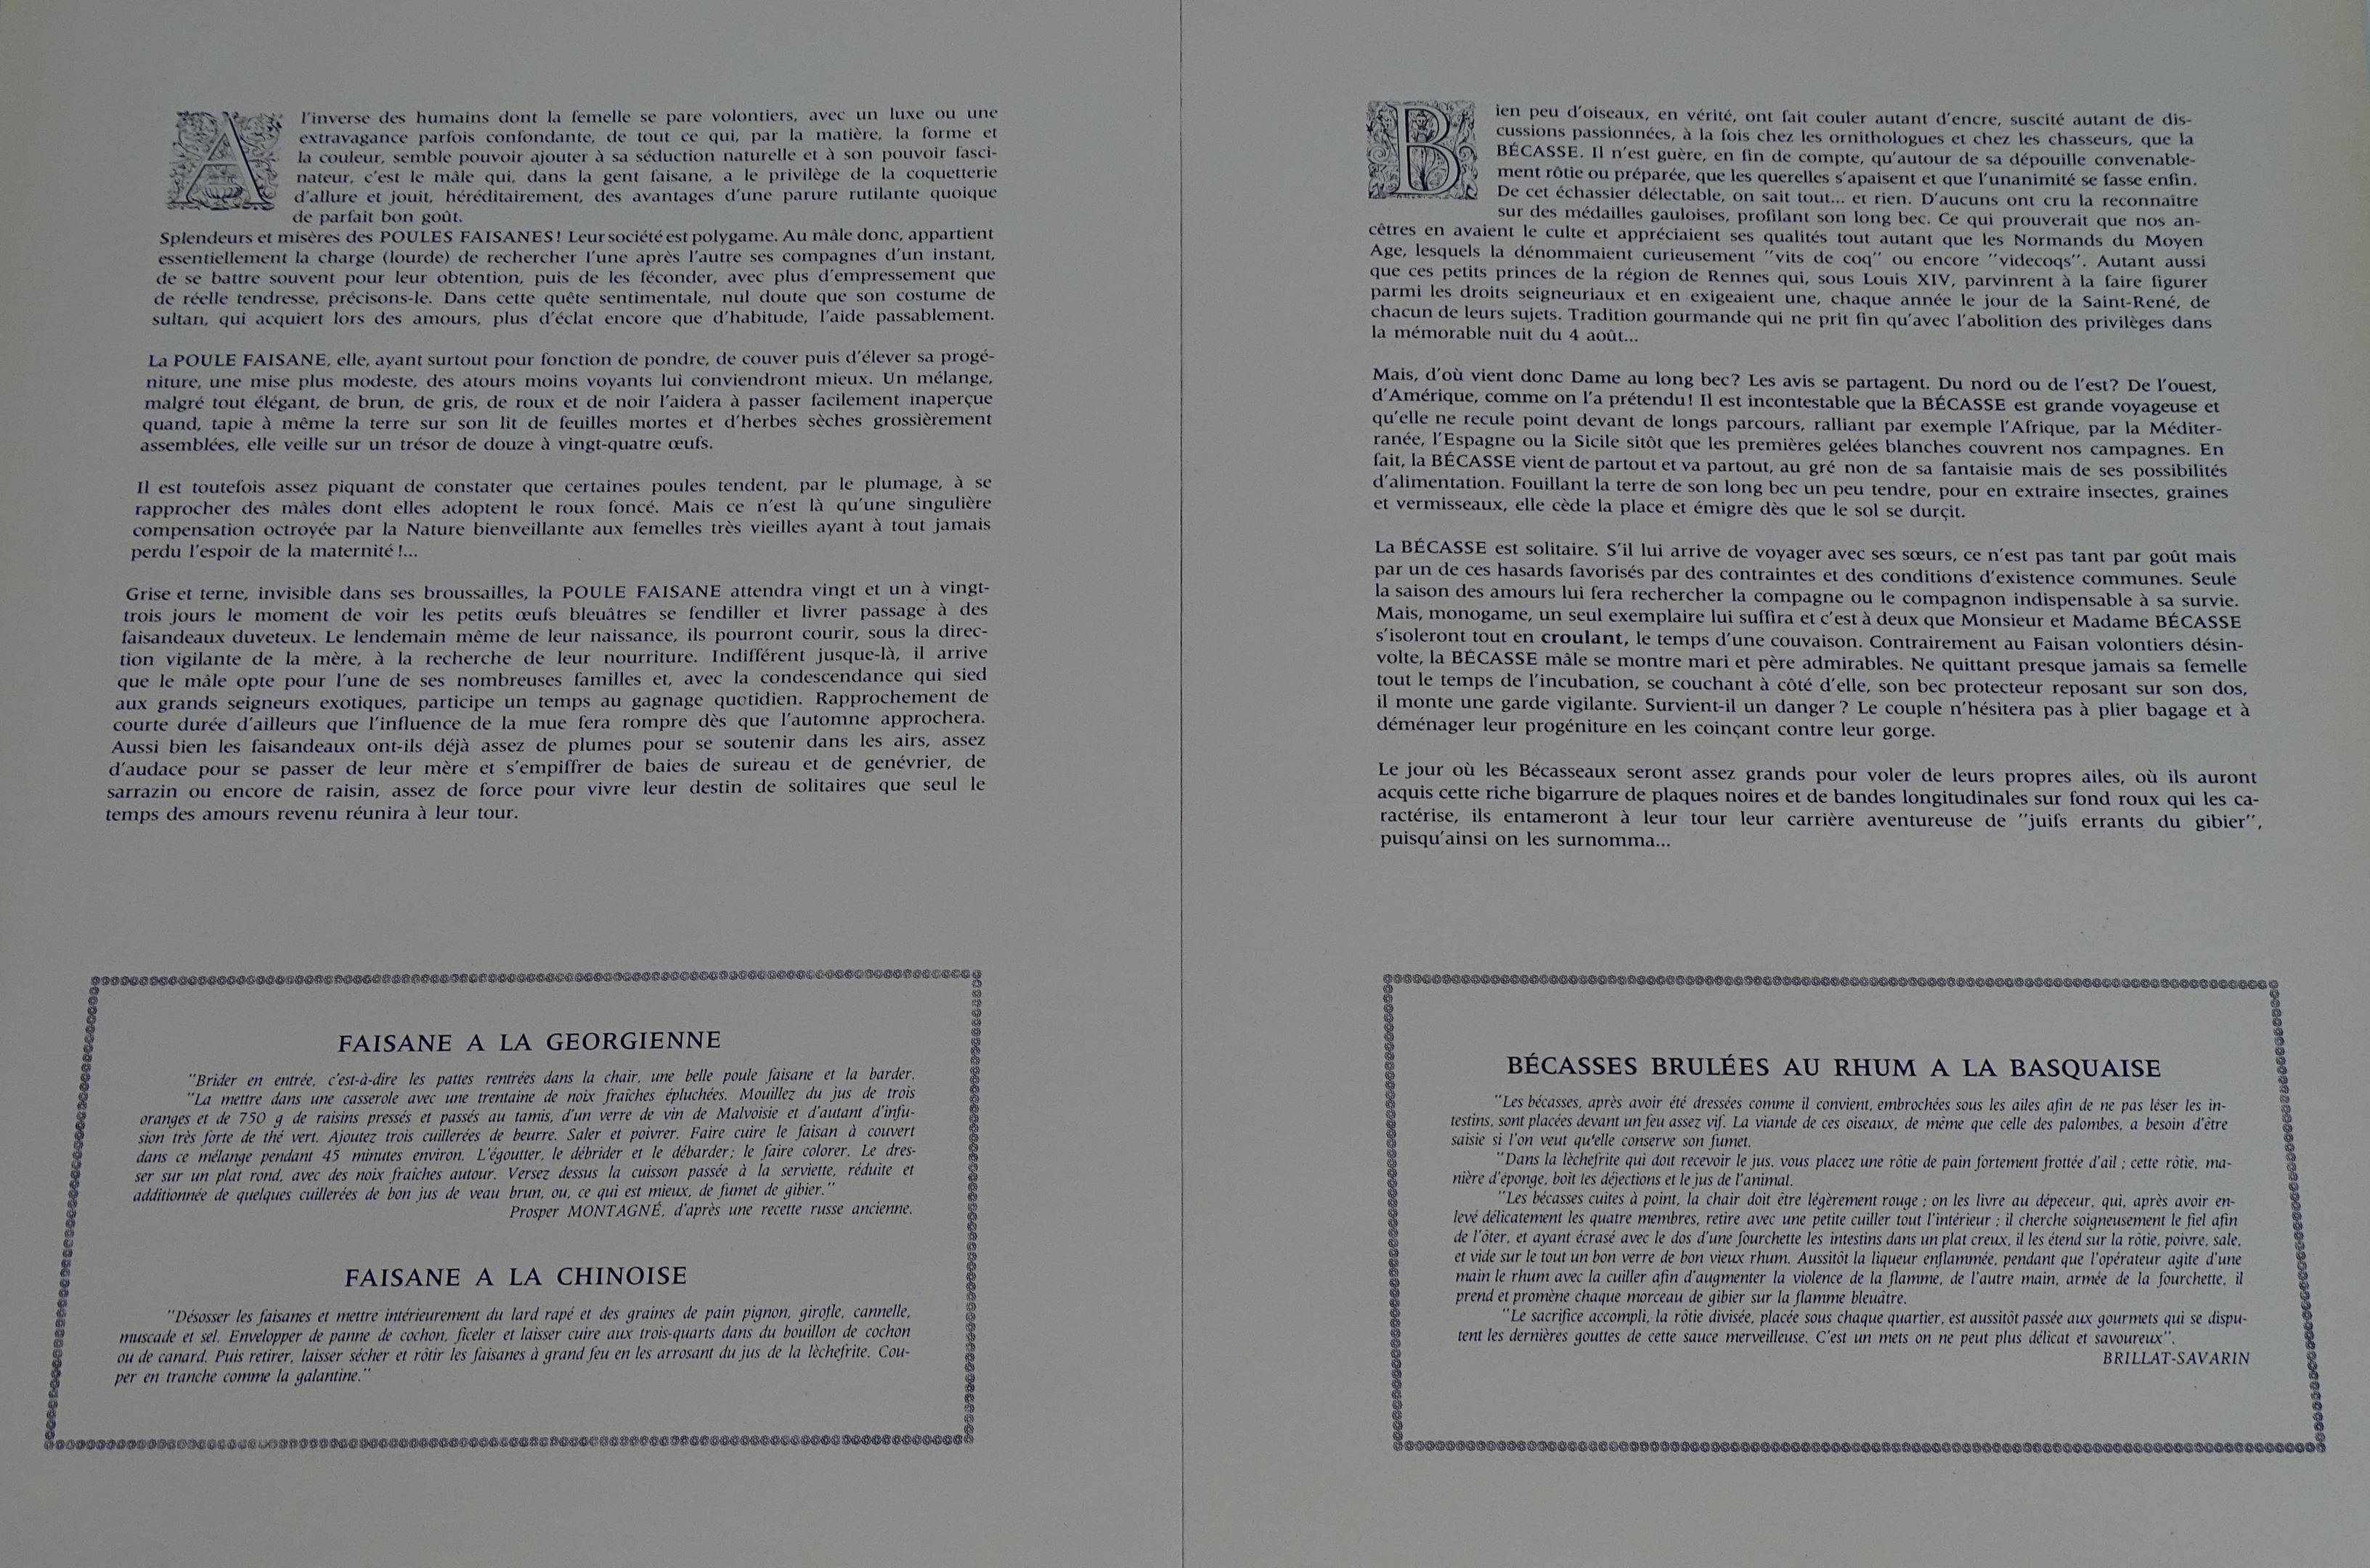 A l'inverse des humains dont la femelle se pare volontiers, avec un luxe ou une
extravagance parfois confondante, de tout ce qui, par la matière, la forme et
la couleur, semble pouvoir ajouter à sa séduction naturelle et à son pouvoir fasci-
nateur, c'est le mâle qui, dans la gent faisane, a le privilège de la coquetterie
d'allure et jouit, héréditairement, des avantages d'une parure rutilante quoique
de parfait bon goût.
Splendeurs et misères des POULES FAISANES! Leur société est polygame. Au mâle donc, appartient
essentiellement la charge (lourde) de rechercher l'une après l'autre ses compagnes d'un instant,
de se battre souvent pour leur obtention, puis de les féconder, avec plus d'empressement que
de réelle tendresse, précisons-le. Dans cette quête sentimentale, nul doute que son costume de
sultan, qui acquiert lors des amours, plus d'éclat encore que d'habitude, l'aide passablement.
La POULE FAISANE, elle, ayant surtout pour fonction de pondre, de couver puis d'élever sa progé-
niture, une mise plus modeste, des atours moins voyants lui conviendront mieux. Un mélange,
malgré tout élégant, de brun, de gris, de roux et de noir l'aidera à passer facilement inaperçue
quand, tapie à même la terre sur son lit de feuilles mortes et d'herbes sèches grossièrement
assemblées, elle veille sur un trésor de douze à vingt-quatre œufs.
Il est toutefois assez piquant de constater que certaines poules tendent, par le plumage, à se
rapprocher des mâles dont elles adoptent le roux foncé. Mais ce n'est là qu'une singulière
compensation octroyée par la Nature bienveillante aux femelles très vieilles ayant à tout jamais
perdu l'espoir de la maternité!...
Grise et terne, invisible dans ses broussailles, la POULE FAISANE attendra vingt et un à vingt-
trois jours le moment de voir les petits œufs bleuâtres se fendiller et livrer passage à des
faisandeaux duveteux. Le lendemain même de leur naissance, ils pourront courir, sous la direc-
tion vigilante de la mère, à la recherche de leur nourriture. Indifférent jusque-là, il arrive
que le mâle opte pour l'une de ses nombreuses familles et, avec la condescendance qui sied
aux grands seigneurs exotiques, participe un temps au gagnage quotidien. Rapprochement de
courte durée d'ailleurs que l'influence de la mue fera rompre dès que l'automne approchera.
Aussi bien les faisandeaux ont-ils déjà assez de plumes pour se soutenir dans les airs, assez
d'audace pour se passer de leur mère et s'empiffrer de baies de sureau et de genévrier, de
sarrazin ou encore de raisin, assez de force pour vivre leur destin de solitaires que seul le
temps des amours revenu réunira à leur tour.
FAISANE A LA GEORGIENNE
"Brider en entrée, c'est-à-dire les pattes rentrées dans la chair, une belle poule faisane et la barder.
"La mettre dans une casserole avec une trentaine de noix fraîches épluchées. Mouillez du jus de trois
oranges et de 750 g de raisins pressés et passés au tamis, d'un verre de vin de Malvoisie et d'autant d'infu-
sion très forte de thé vert. Ajoutez trois cuillerées de beurre. Saler et poivrer. Faire cuire le faisan à couvert
dans ce mélange pendant 45 minutes environ. L'égoutter, le débrider et le débarder; le faire colorer. Le dres-
ser sur un plat rond, avec des noix fraîches autour. Versez dessus la cuisson passée à la serviette, réduite et
additionnée de quelques cuillerées de bon jus de veau brun, ou, ce qui est mieux, de fumet de gibier."
Prosper MONTAGNÉ, d'après une recette russe ancienne.
FAISANE A LA CHINOISE
"Désosser les faisanes et mettre intérieurement du lard rapé et des graines de pain pignon, girofle, cannelle,
muscade et sel. Envelopper de panne de cochon, ficeler et laisser cuire aux trois-quarts dans du bouillon de cochon
ou de canard. Puis retirer, laisser sécher et rôtir les faisanes à grand feu en les arrosant du jus de la lèchefrite. Cou-
per en tranche comme la galantine."
Bien peu d'oiseaux, en vérité, ont fait couler autant d'encre, suscité autant de dis-
cussions passionnées, à la fois chez les ornithologues et chez les chasseurs, que la
BÉCASSE. Il n'est guère, en fin de compte, qu'autour de sa dépouille convenable-
ment rôtie ou préparée, que les querelles s'apaisent et que l'unanimité se fasse enfin.
De cet échassier délectable, on sait tout... et rien. D'aucuns ont cru la reconnaître
sur des médailles gauloises, profilant son long bec. Ce qui prouverait que nos an-
cêtres en avaient le culte et appréciaient ses qualités tout autant que les Normands du Moyen
Age, lesquels la dénommaient curieusement "vits de coq" ou encore "videcoqs". Autant aussi
que ces petits princes de la région de Rennes qui, sous Louis XIV, parvinrent à la faire figurer
parmi les droits seigneuriaux et en exigeaient une, chaque année le jour de la Saint-René, de
chacun de leurs sujets. Tradition gourmande qui ne prit fin qu'avec l'abolition des privilèges dans
la mémorable nuit du 4 août...
Mais, d'où vient donc Dame au long bec? Les avis se partagent. Du nord ou de l'est? De l'ouest,
d'Amérique, comme on l'a prétendu! Il est incontestable que la BÉCASSE est grande voyageuse et
qu'elle ne recule point devant de longs parcours, ralliant par exemple l'Afrique, par la Méditer-
ranée, l'Espagne ou la Sicile sitôt que les premières gelées blanches couvrent nos campagnes. En
fait, la BÉCASSE vient de partout et va partout, au gré non de sa fantaisie mais de ses possibilités
d'alimentation. Fouillant la terre de son long bec un peu tendre, pour en extraire insectes, graines
et vermisseaux, elle cède la place et émigre dès que le sol se durçit.
La BÉCASSE est solitaire. S'il lui arrive de voyager avec ses sœurs, ce n'est pas tant par goût mais
par un de ces hasards favorisés par des contraintes et des conditions d'existence communes. Seule
la saison des amours lui fera rechercher la compagne ou le compagnon indispensable à sa survie.
Mais, monogame, un seul exemplaire lui suffira et c'est à deux que Monsieur et Madame BÉCASSE
s'isoleront tout en croulant, le temps d'une couvaison. Contrairement au Faisan volontiers désin-
volte, la BÉCASSE mâle se montre mari et père admirables. Ne quittant presque jamais sa femelle
tout le temps de l'incubation, se couchant à côté d'elle, son bec protecteur reposant sur son dos,
il monte une garde vigilante. Survient-il un danger? Le couple n'hésitera pas à plier bagage et à
déménager leur progéniture en les coinçant contre leur gorge.
Le jour où les Bécasseaux seront assez grands pour voler de leurs propres ailes, où ils auront
acquis cette riche bigarrure de plaques noires et de bandes longitudinales sur fond roux qui les ca-
ractérise, ils entameront à leur tour leur carrière aventureuse de "juifs errants du gibier",
puisqu'ainsi on les surnomma...
BÉCASSES BRULÉES AU RHUM A LA BASQUAISE
"Les bécasses, après avoir été dressées comme il convient, embrochées sous les ailes afin de ne pas léser les in-
testins, sont placées devant un feu assez vif. La viande de ces oiseaux, de même que celle des palombes, a besoin d'être
saisie si l'on veut qu'elle conserve son fumet.
"Dans la lèchefrite qui doit recevoir le jus, vous placez une rôtie de pain fortement frottée d'ail ; cette rôtie, ma-
nière d'éponge, boit les déjections et le jus de l'animal.
"Les bécasses cuites à point, la chair doit être légèrement rouge ; on les livre au dépeceur, qui, après avoir en-
levé délicatement les quatre membres, retire avec une petite cuiller tout l'intérieur ; il cherche soigneusement le fiel afin
de l'ôter, et ayant écrasé avec le dos d'une fourchette les intestins dans un plat creux, il les étend sur la rôtie, poivre, sale,
et vide sur le tout un bon verre de bon vieux rhum. Aussitôt la liqueur enflammée, pendant que l'opérateur agite d'une
main le rhum avec la cuiller afin d'augmenter la violence de la flamme, de l'autre main, armée de la fourchette, il
prend et promène chaque morceau de gibier sur la flamme bleuâtre.
"Le sacrifice accompli, la rôtie divisée, placée sous chaque quartier, est aussitôt passée aux gourmets qui se dispu-
tent les dernières gouttes de cette sauce merveilleuse. C'est un mets on ne peut plus délicat et savoureux".
BRILLAT-SAVARIN